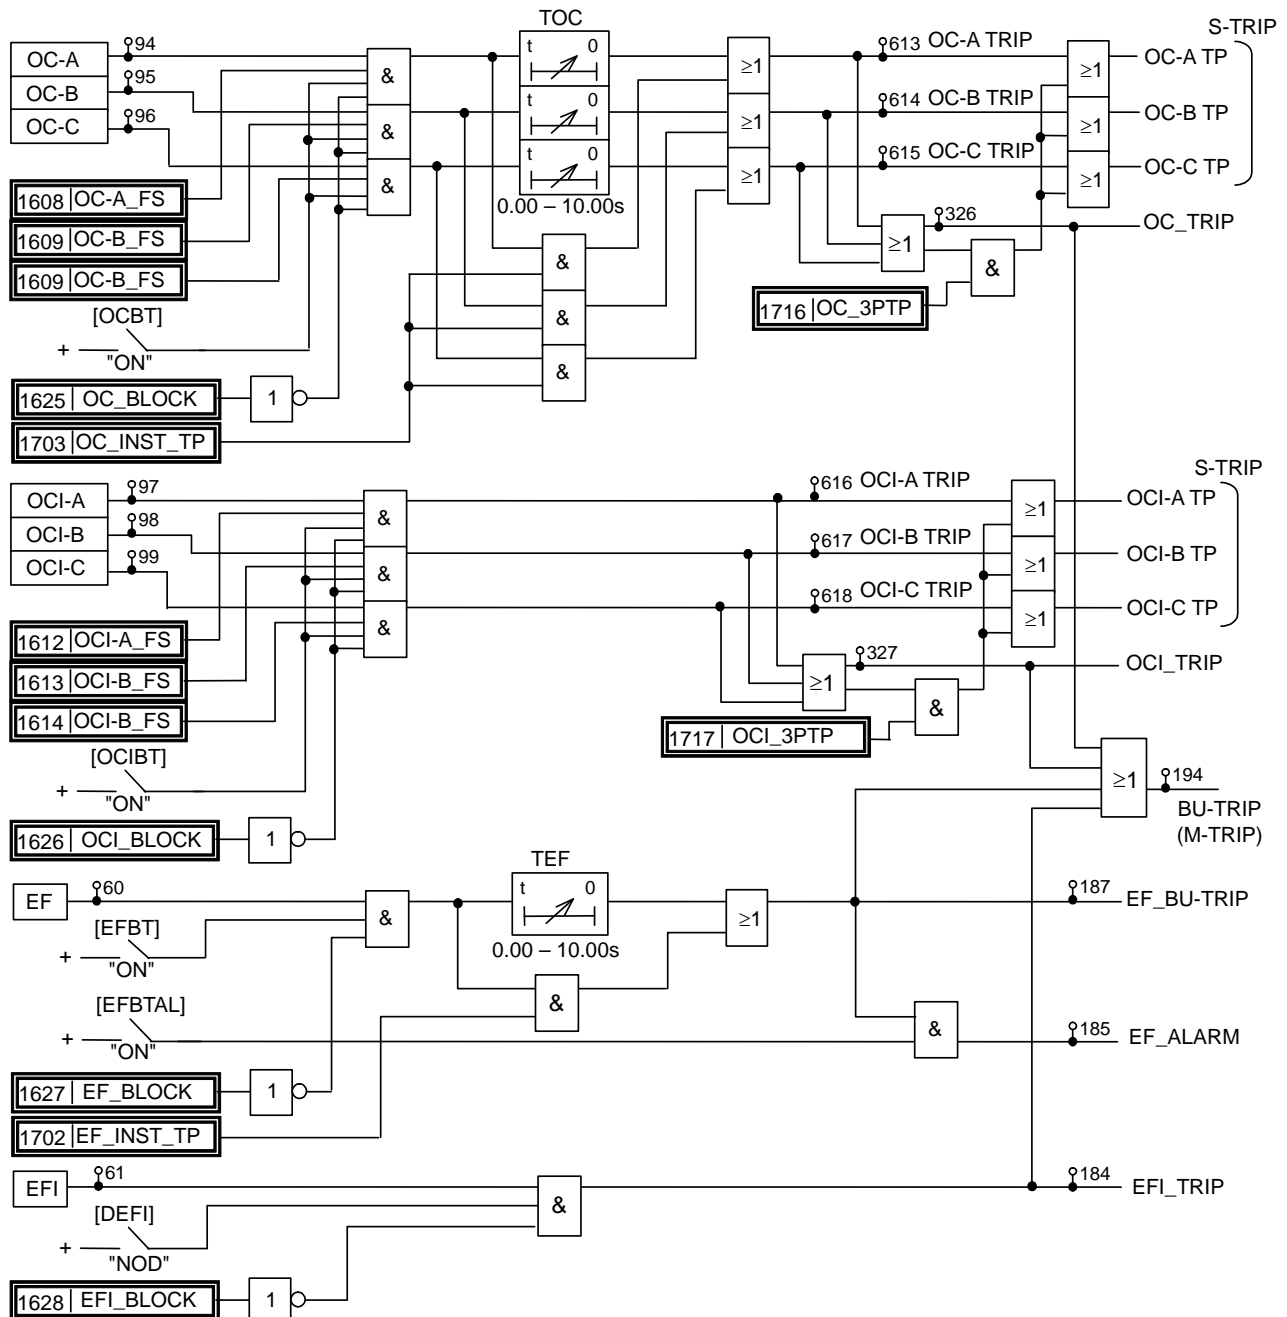 TOC
S-TRIP
OC-A
94
&
t 0
≥1
613 OC-A TRIP
≥1
OC-A TP
OC-B
95
&
t 0
≥1
614 OC-B TRIP
≥1
OC-B TP
OC-C
96
&
t 0
≥1
615 OC-C TRIP
≥1
OC-C TP
0.00 – 10.00s
1608 OC-A_FS
1609 OC-B_FS
1609 OC-B_FS
326
OC_TRIP
≥1
&
&
&
&
1716 OC_3PTP
[OCBT]
+
"ON"
1625 OC_BLOCK
1
1703 OC_INST_TP
S-TRIP
OCI-A
97
&
616 OCI-A TRIP
≥1
OCI-A TP
OCI-B
98
&
617 OCI-B TRIP
≥1
OCI-B TP
OCI-C
99
&
618 OCI-C TRIP
≥1
OCI-C TP
1612 OCI-A_FS
1613 OCI-B_FS
1614 OCI-B_FS
327
OCI_TRIP
≥1
&
1717 OCI_3PTP
[OCIBT]
+
"ON"
≥1
194
BU-TRIP
(M-TRIP)
1626 OCI_BLOCK
1
TEF
EF
60
&
t 0
≥1
187
EF_BU-TRIP
0.00 – 10.00s
[EFBT]
+
"ON"
&
[EFBTAL]
+
"ON"
&
185
EF_ALARM
1627 EF_BLOCK
1
1702 EF_INST_TP
EFI
61
&
184
EFI_TRIP
[DEFI]
+
"NOD"
1628 EFI_BLOCK
1